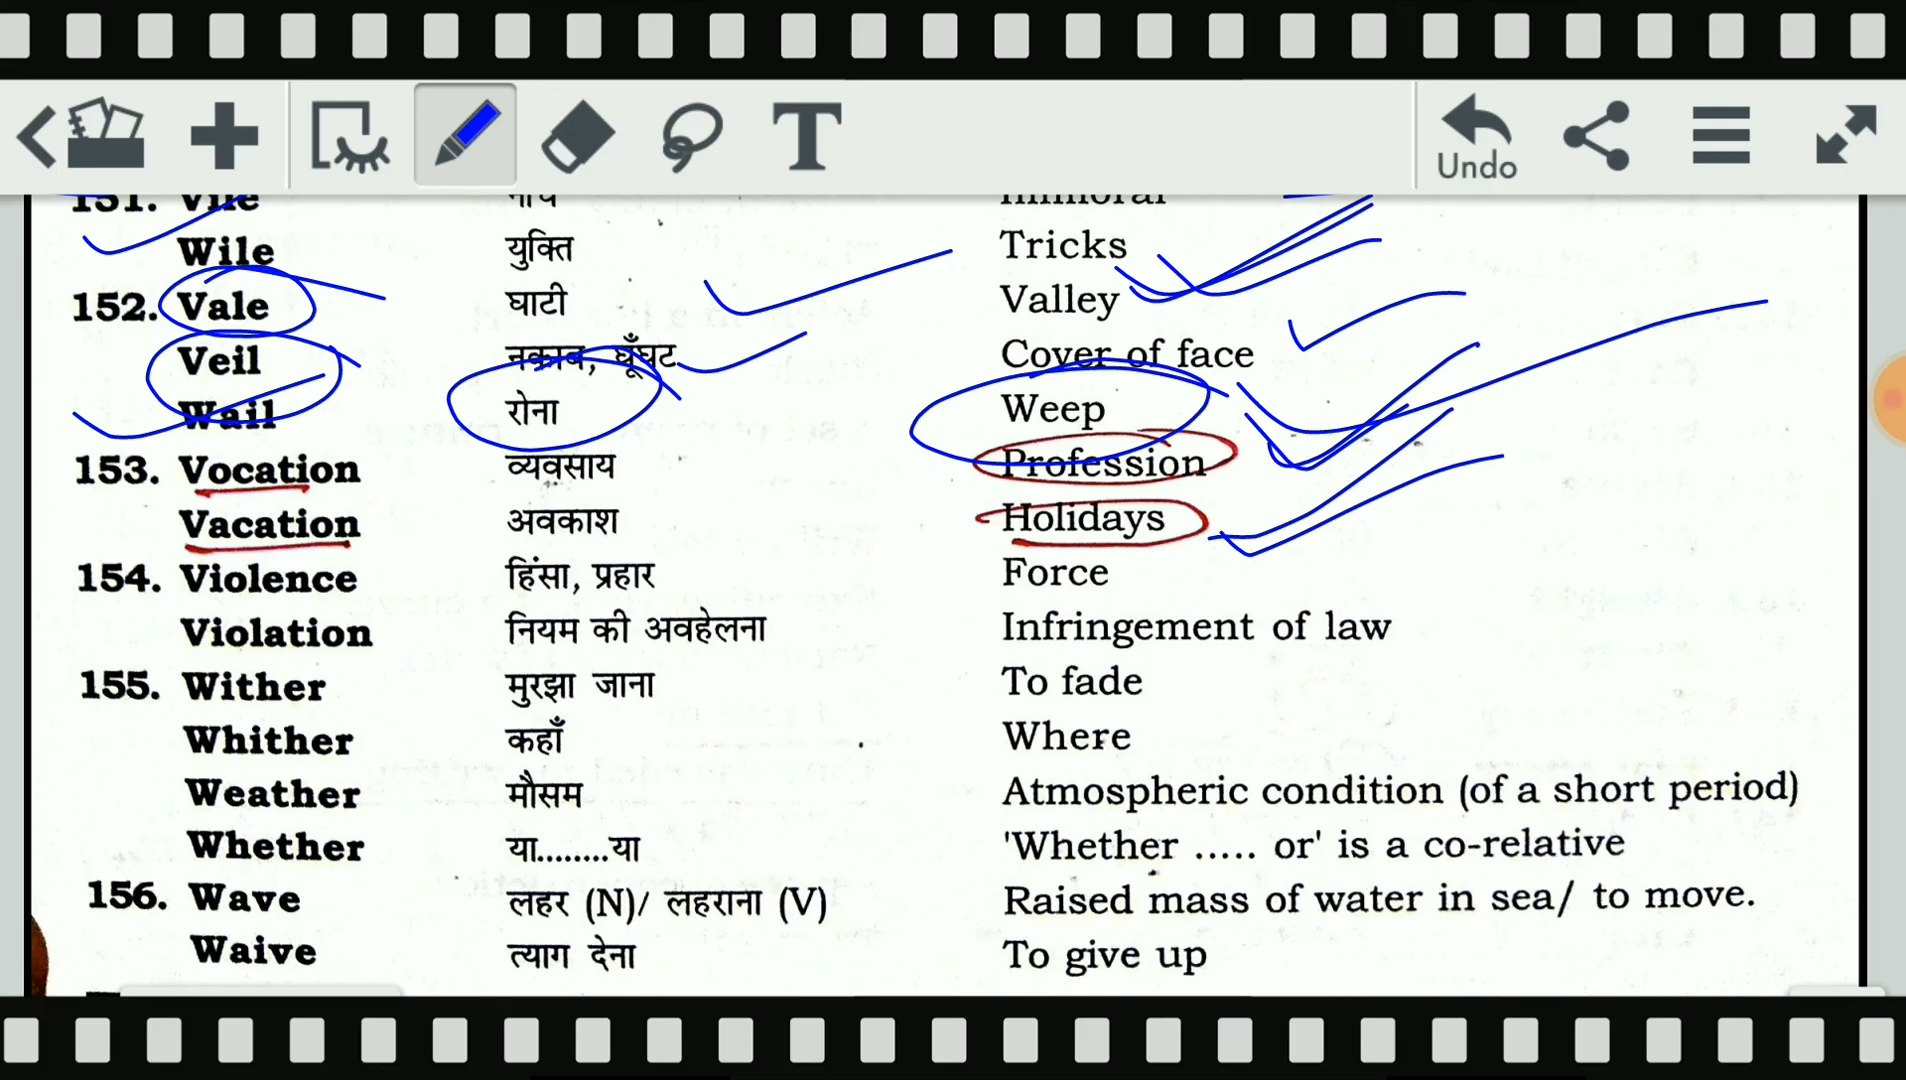 Undo
151. Vile नीच Immoral
Wile युक्ति Tricks
152. Vale घाटी Valley
Veil नक़ाब, घूँघट Cover of face
Wail रोना Weep
153. Vocation व्यवसाय Profession
Vacation अवकाश Holidays
154. Violence हिंसा, प्रहार Force
Violation नियम की अवहेलना Infringement of law
155. Wither मुरझा जाना To fade
Whither कहाँ Where
Weather मौसम Atmospheric condition (of a short period)
Whether या........या 'Whether ..... or' is a co-relative
156. Wave लहर (N)/ लहराना (V) Raised mass of water in sea/ to move.
Waive त्याग देना To give up